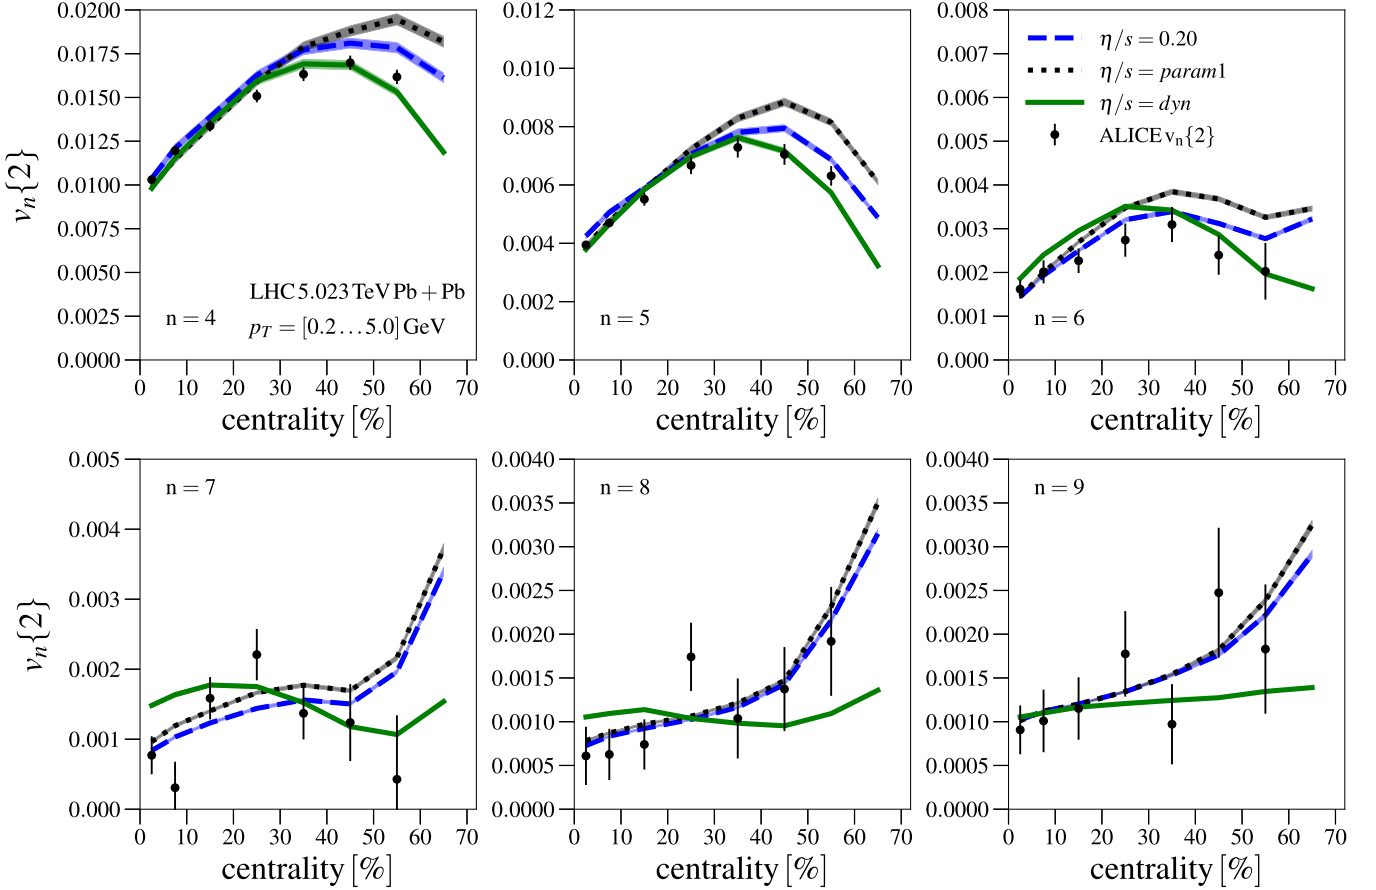 0.0200
0.0175
0.0150
0.0125
0.0100
0.0075
0.0050
0.0025
0.0000
v_n{2}
LHC 5.023 TeV Pb + Pb
n = 4
p_T = [0.2…5.0] GeV
0 10 20 30 40 50 60 70
centrality [%]
0.012
0.010
0.008
0.006
0.004
0.002
0.000
n = 5
0 10 20 30 40 50 60 70
centrality [%]
0.008
0.007
0.006
0.005
0.004
0.003
0.002
0.001
0.000
η/s = 0.20
η/s = param1
η/s = dyn
ALICE v_n{2}
n = 6
0 10 20 30 40 50 60 70
centrality [%]
0.005
0.004
0.003
0.002
0.001
0.000
v_n{2}
n = 7
0 10 20 30 40 50 60 70
centrality [%]
0.0040
0.0035
0.0030
0.0025
0.0020
0.0015
0.0010
0.0005
0.0000
n = 8
0 10 20 30 40 50 60 70
centrality [%]
0.0040
0.0035
0.0030
0.0025
0.0020
0.0015
0.0010
0.0005
0.0000
n = 9
0 10 20 30 40 50 60 70
centrality [%]